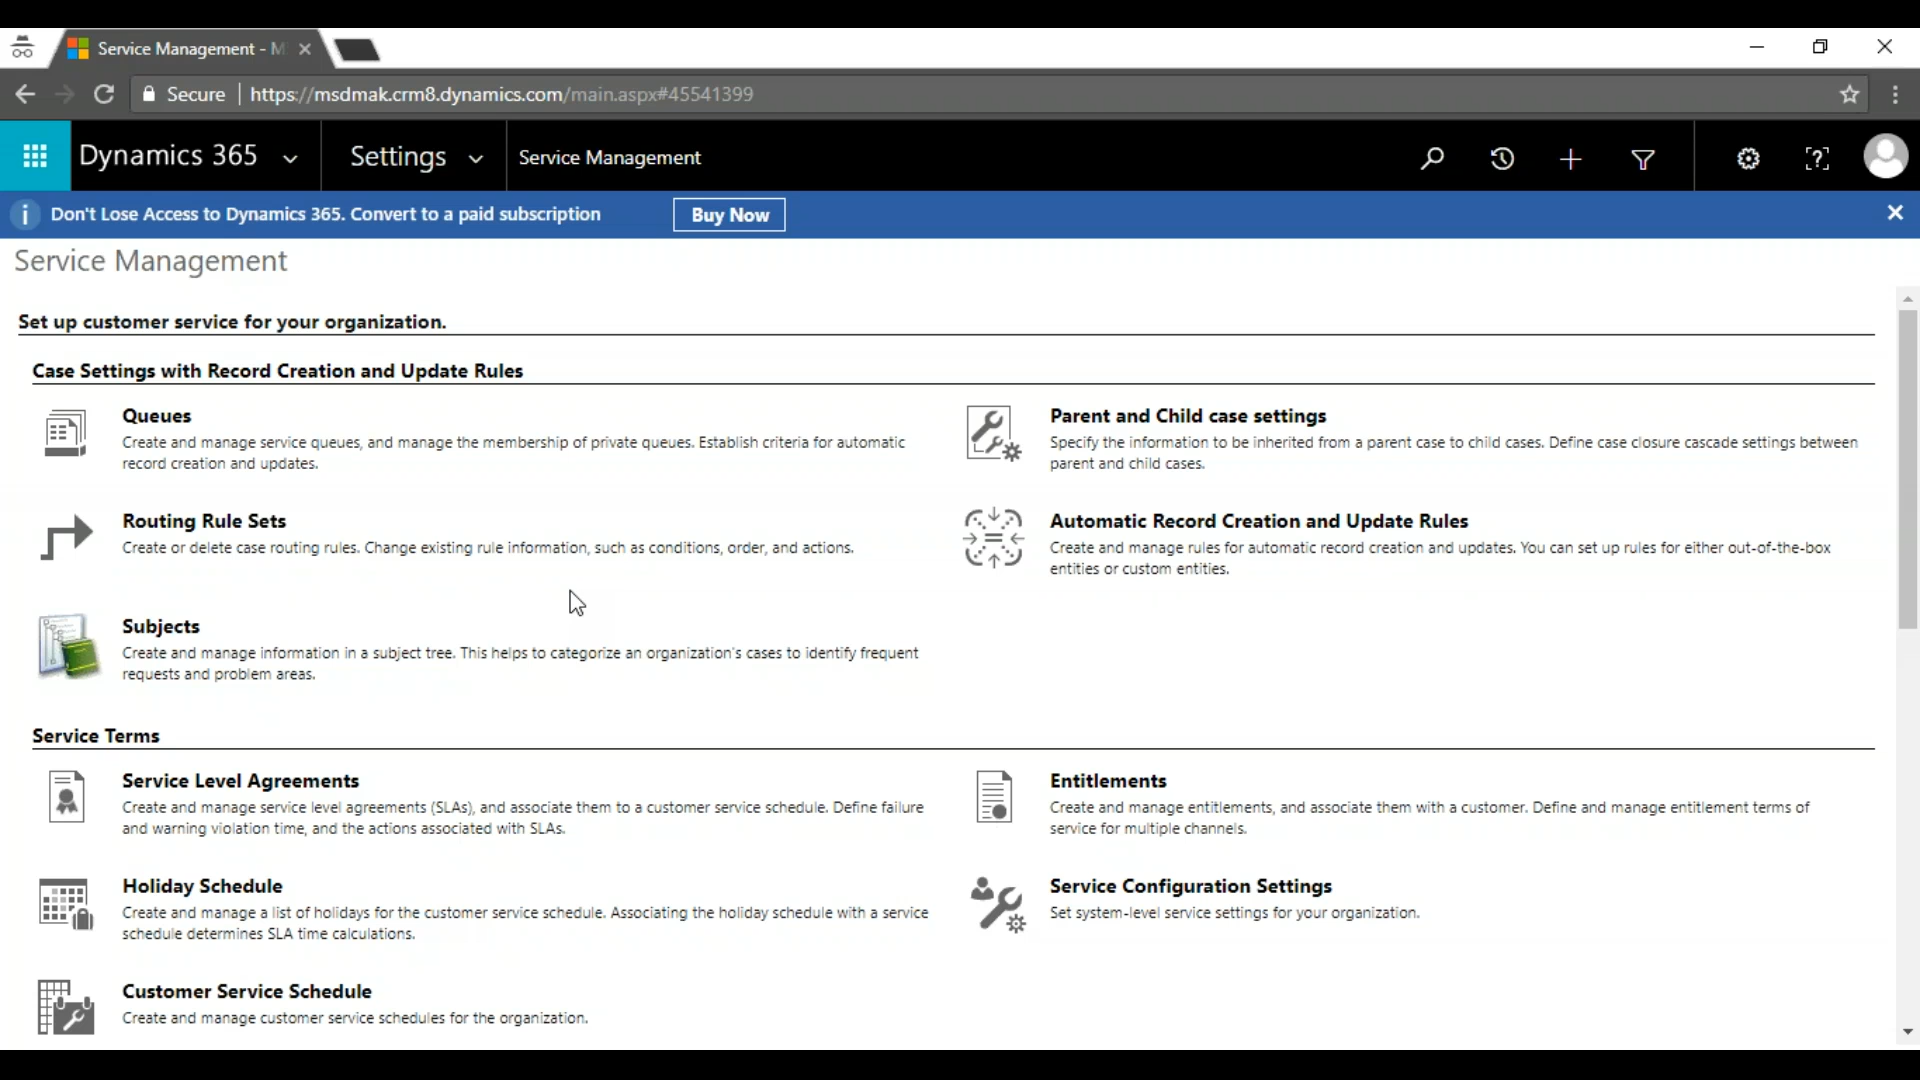 Service Management - M
Secure
https://msdmak.crm8.dynamics.com/main.aspx#45541399
Dynamics 365
Settings
Service Management
Don't Lose Access to Dynamics 365. Convert to a paid subscription
Buy Now
Service Management
Set up customer service for your organization.
Case Settings with Record Creation and Update Rules
Queues
Create and manage service queues, and manage the membership of private queues. Establish criteria for automatic
record creation and updates.
Parent and Child case settings
Specify the information to be inherited from a parent case to child cases. Define case closure cascade settings between
parent and child cases.
Routing Rule Sets
Create or delete case routing rules. Change existing rule information, such as conditions, order, and actions.
Automatic Record Creation and Update Rules
Create and manage rules for automatic record creation and updates. You can set up rules for either out-of-the-box
entities or custom entities.
Subjects
Create and manage information in a subject tree. This helps to categorize an organization's cases to identify frequent
requests and problem areas.
Service Terms
Service Level Agreements
Create and manage service level agreements (SLAs), and associate them to a customer service schedule. Define failure
and warning violation time, and the actions associated with SLAs.
Entitlements
Create and manage entitlements, and associate them with a customer. Define and manage entitlement terms of
service for multiple channels.
Holiday Schedule
Create and manage a list of holidays for the customer service schedule. Associating the holiday schedule with a service
schedule determines SLA time calculations.
Service Configuration Settings
Set system-level service settings for your organization.
Customer Service Schedule
Create and manage customer service schedules for the organization.